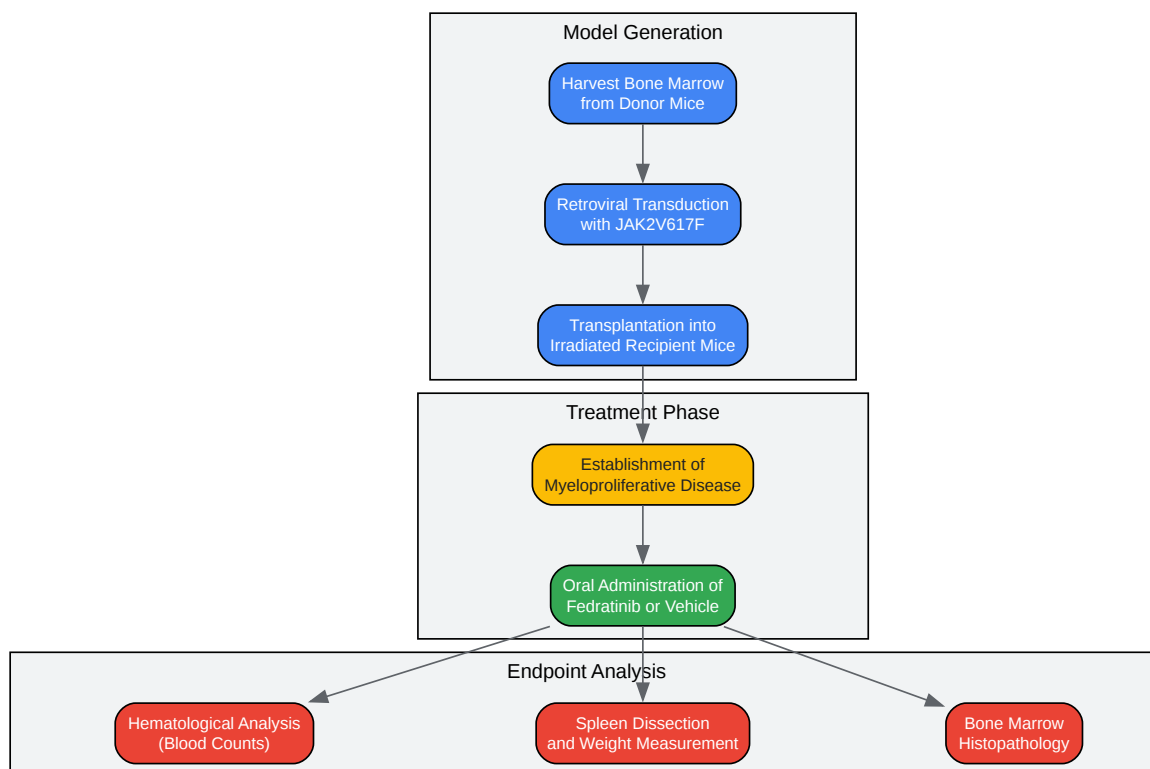 Model Generation
Harvest Bone Marrow
from Donor Mice
Retroviral Transduction
with JAK2V617F
Transplantation into
Irradiated Recipient Mice
Treatment Phase
Establishment of
Myeloproliferative Disease
Oral Administration of
Fedratinib or Vehicle
Endpoint Analysis
Hematological Analysis
(Blood Counts)
Spleen Dissection
and Weight Measurement
Bone Marrow
Histopathology